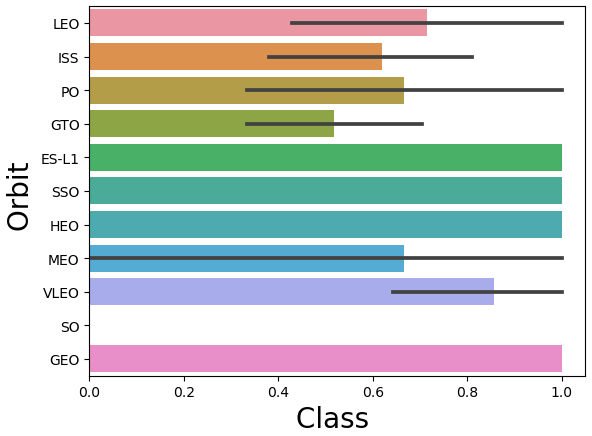 LEO
ISS
PO
GTO
ES-L1
SSO
HEO
MEO
VLEO
SO
GEO
Orbit
0.0 0.2 0.4 0.6 0.8 1.0
Class